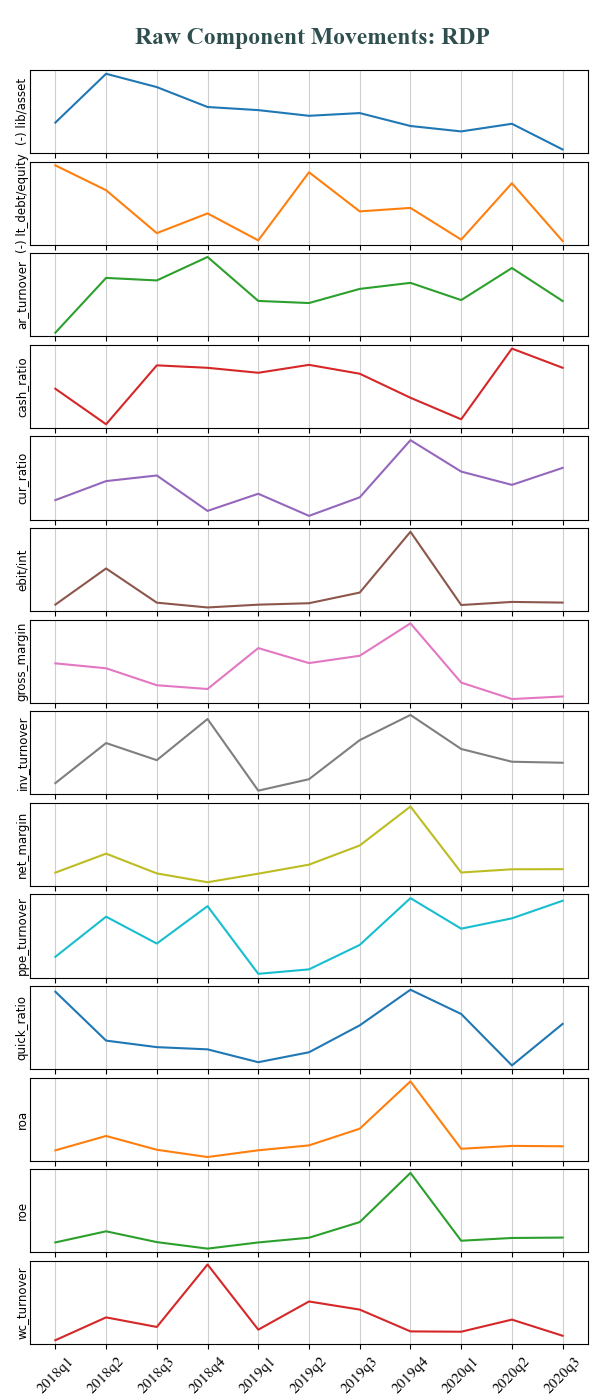 Raw Component Movements: RDP
(-) lib/asset
(-) lt_debt/equity
ar_turnover
cash_ratio
cur_ratio
ebit/int
gross_margin
inv_turnover
net_margin
ppe_turnover
quick_ratio
roa
roe
wc_turnover
2018q1 2018q2 2018q3 2018q4 2019q1 2019q2 2019q3 2019q4 2020q1 2020q2 2020q3